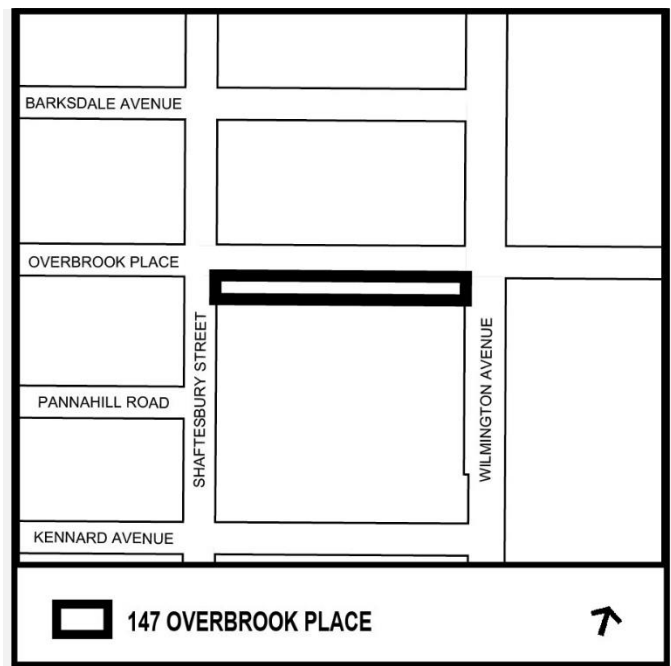 BARKSDALE AVENUE
OVERBROOK PLACE
SHAFTESBURY STREET
WILMINGTON AVENUE
PANNAHILL ROAD
KENNARD AVENUE
147 OVERBROOK PLACE